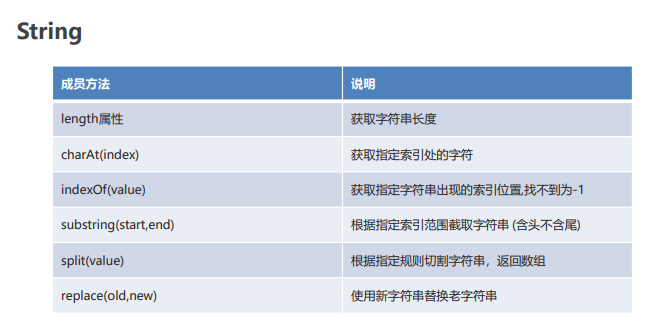 String
成员方法 说明
length属性 获取字符串长度
charAt(index) 获取指定索引处的字符
indexOf(value) 获取指定字符串出现的索引位置,找不到为-1
substring(start,end) 根据指定索引范围截取字符串 (含头不含尾)
split(value) 根据指定规则切割字符串，返回数组
replace(old,new) 使用新字符串替换老字符串